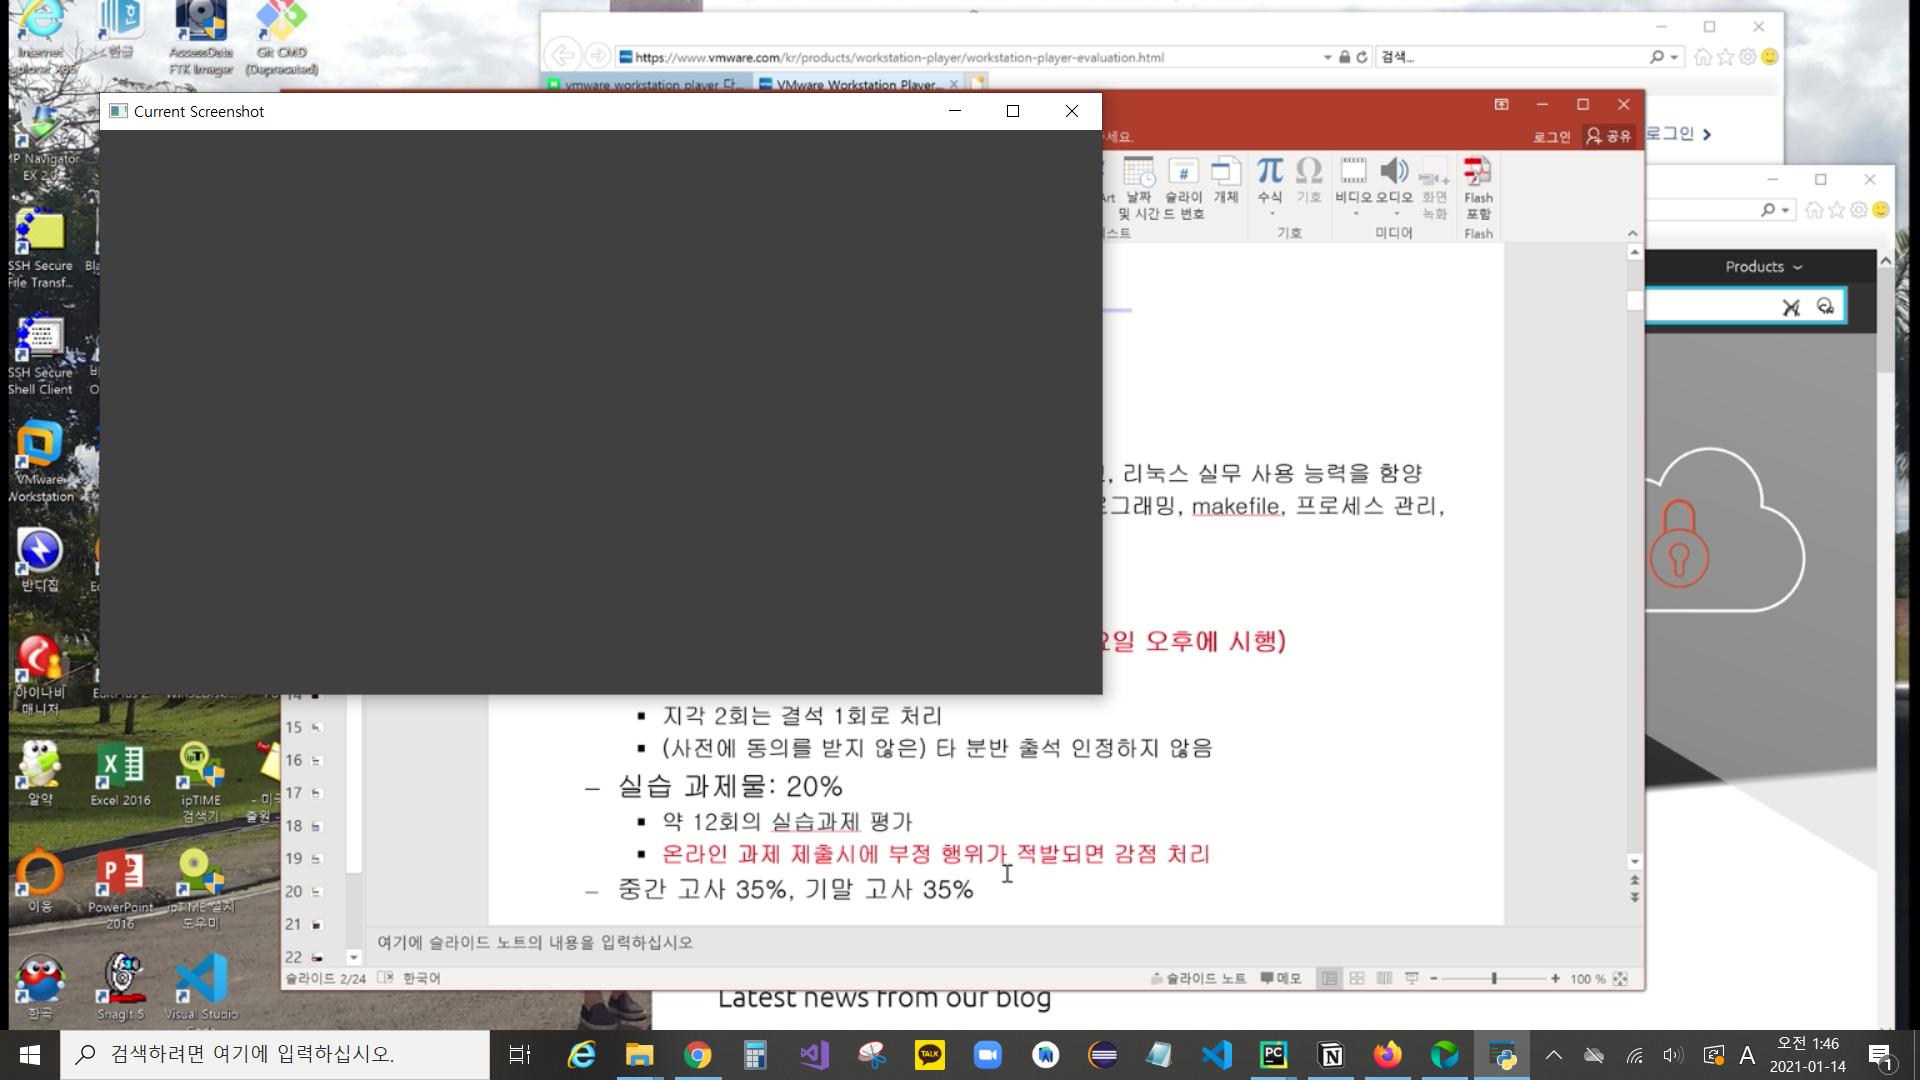 Internet
Explorer X86
한글
AccessData
FTK Imager
Git CMD
(Deprecated)
MP Navigator
EX 2.0...
SSH Secure
File Transf...
SSH Secure
Shell Client
VMware
Workstation
반디집
아이나비
매니저
알약
Excel 2016
ipTIME
검색기
이응
PowerPoint
2016
ipTIME 설치
도우미
한곡
SnagIt 5
Visual Studio
https://www.vmware.com/kr/products/workstation-player/workstation-player-evaluation.html
검색...
vmware workstation player 다...
VMware Workstation Player...
로그인
Current Screenshot
세요.
로그인
공유
날짜
및 시간
슬라이
드 번호
개체
수식
기호
비디오
오디오
화면
녹화
Flash
포함
기호
미디어
Flash
Products
, 리눅스 실무 사용 능력을 함양
그래밍, makefile, 프로세스 관리,
요일 오후에 시행)
14
15
16
17
18
19
20
21
22
▪ 지각 2회는 결석 1회로 처리
▪ (사전에 동의를 받지 않은) 타 분반 출석 인정하지 않음
– 실습 과제물: 20%
▪ 약 12회의 실습과제 평가
▪ 온라인 과제 제출시에 부정 행위가 적발되면 감점 처리
– 중간 고사 35%, 기말 고사 35%
여기에 슬라이드 노트의 내용을 입력하십시오
슬라이드 2/24
한국어
슬라이드 노트
메모
100 %
Latest news from our blog
검색하려면 여기에 입력하십시오.
TALK
PC
A
오전 1:46
2021-01-14
1